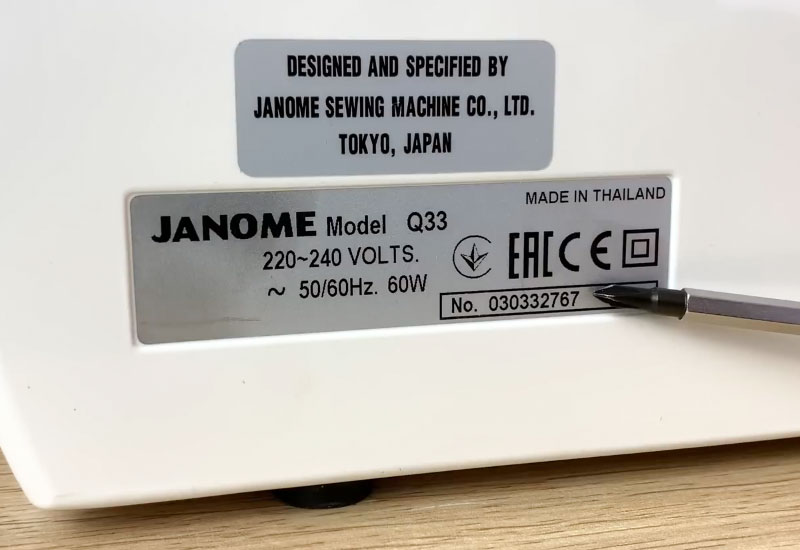 DESIGNED AND SPECIFIED BY
JANOME SEWING MACHINE CO., LTD.
TOKYO, JAPAN
MADE IN THAILAND
JANOME Model Q33
220~240 VOLTS.
~ 50/60Hz. 60W
EAC CE
No. 030332767